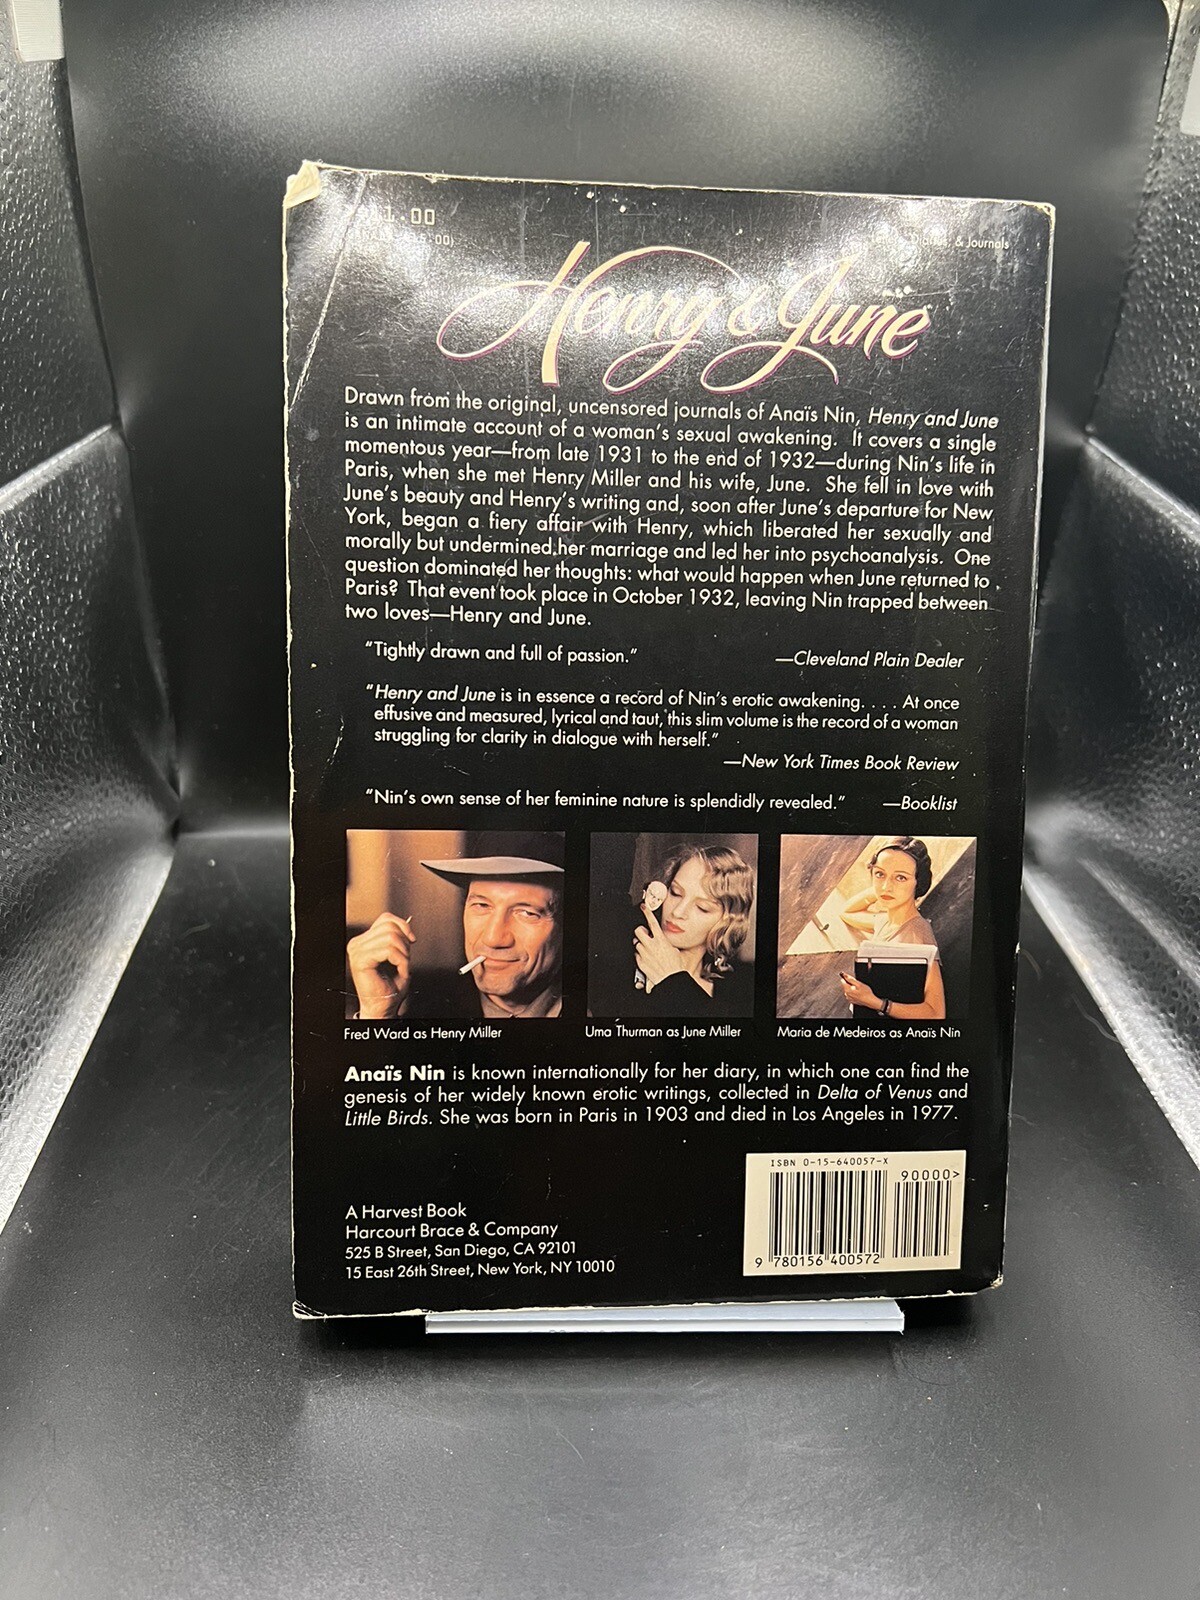 11.00
5.00)
Diaries, & Journals
Henry & June
Drawn from the original, uncensored journals of Anaïs Nin, Henry and June
is an intimate account of a woman's sexual awakening. It covers a single
momentous year—from late 1931 to the end of 1932—during Nin's life in
Paris, when she met Henry Miller and his wife, June. She fell in love with
June's beauty and Henry's writing and, soon after June's departure for New
York, began a fiery affair with Henry, which liberated her sexually and
morally but undermined her marriage and led her into psychoanalysis. One
question dominated her thoughts: what would happen when June returned to
Paris? That event took place in October 1932, leaving Nin trapped between
two loves—Henry and June.
"Tightly drawn and full of passion." —Cleveland Plain Dealer
"Henry and June is in essence a record of Nin's erotic awakening. . . . At once
effusive and measured, lyrical and taut, this slim volume is the record of a woman
struggling for clarity in dialogue with herself."
—New York Times Book Review
"Nin's own sense of her feminine nature is splendidly revealed." —Booklist
Fred Ward as Henry Miller
Uma Thurman as June Miller
Maria de Medeiros as Anaïs Nin
Anaïs Nin is known internationally for her diary, in which one can find the
genesis of her widely known erotic writings, collected in Delta of Venus and
Little Birds. She was born in Paris in 1903 and died in Los Angeles in 1977.
A Harvest Book
Harcourt Brace & Company
525 B Street, San Diego, CA 92101
15 East 26th Street, New York, NY 10010
ISBN 0-15-640057-X
90000>
9 780156 400572